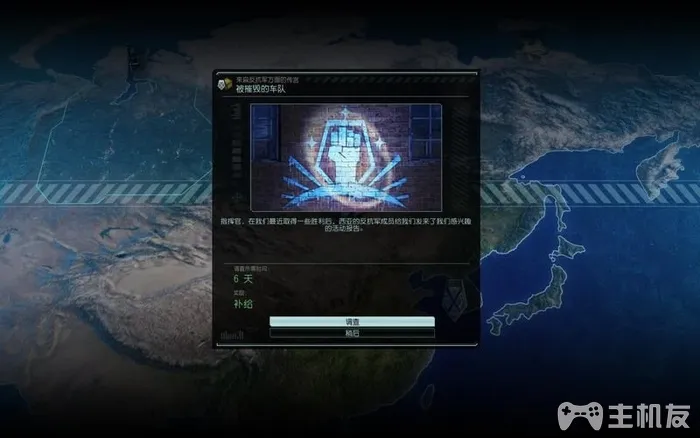 来自反抗军方面的传言
被摧毁的车队
指挥官，在我们最近取得一些胜利后，西亚的反抗军成员给我们发来了我们感兴趣
的活动报告。
调查所需时间：
6 天
奖励：
补给
调查
稍后
主机友